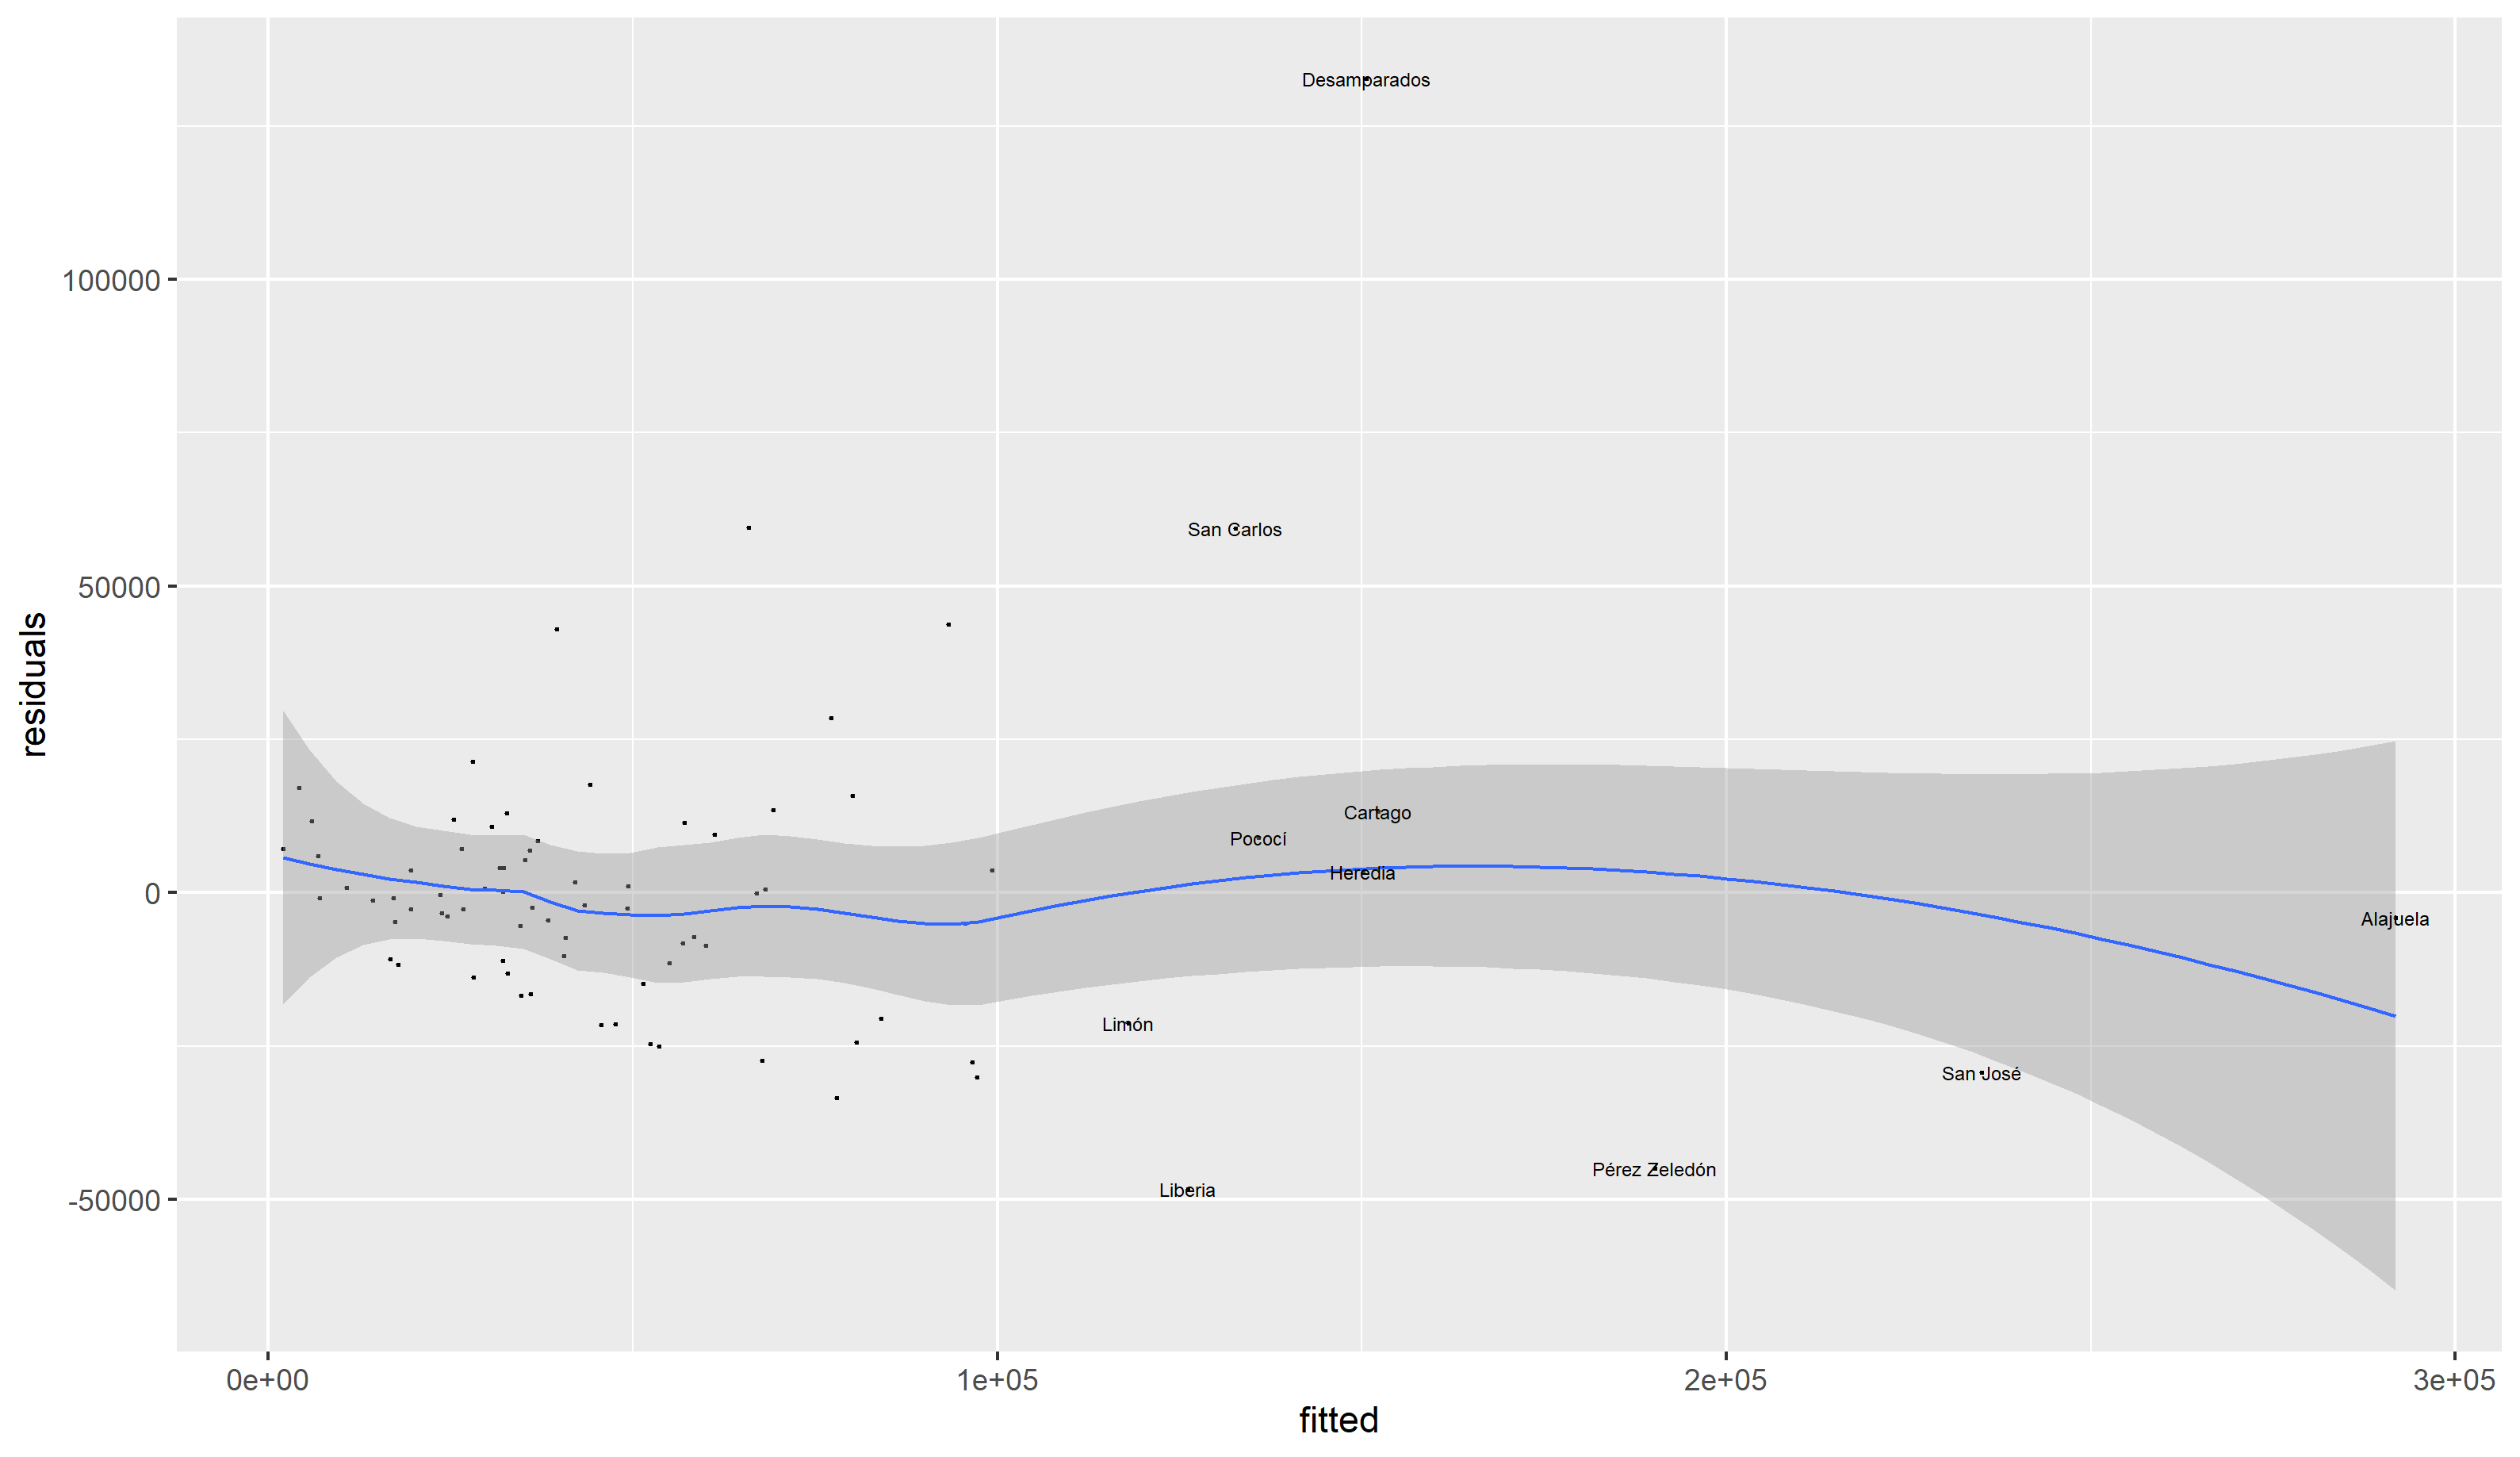 Desamparados
100000
San Carlos
50000
residuals
Cartago
Pococí
Heredia
0
Alajuela
Limón
San José
Pérez Zeledón
Liberia
-50000
0e+00
1e+05
2e+05
3e+05
fitted